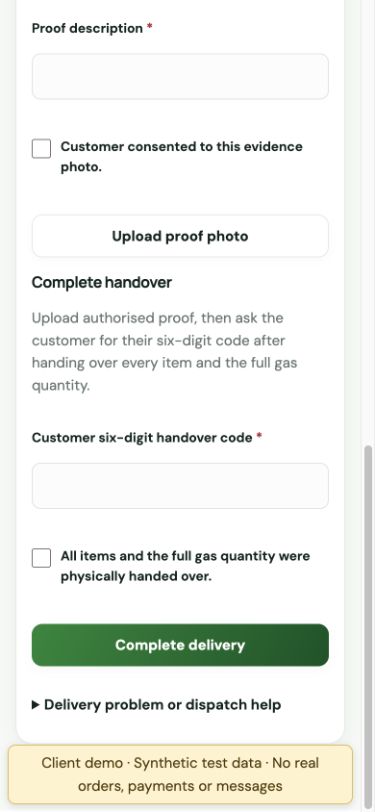 Proof description *
Customer consented to this evidence
photo.
Upload proof photo
Complete handover
Upload authorised proof, then ask the
customer for their six-digit code after
handing over every item and the full gas
quantity.
Customer six-digit handover code *
All items and the full gas quantity were
physically handed over.
Complete delivery
Delivery problem or dispatch help
Client demo · Synthetic test data · No real
orders, payments or messages